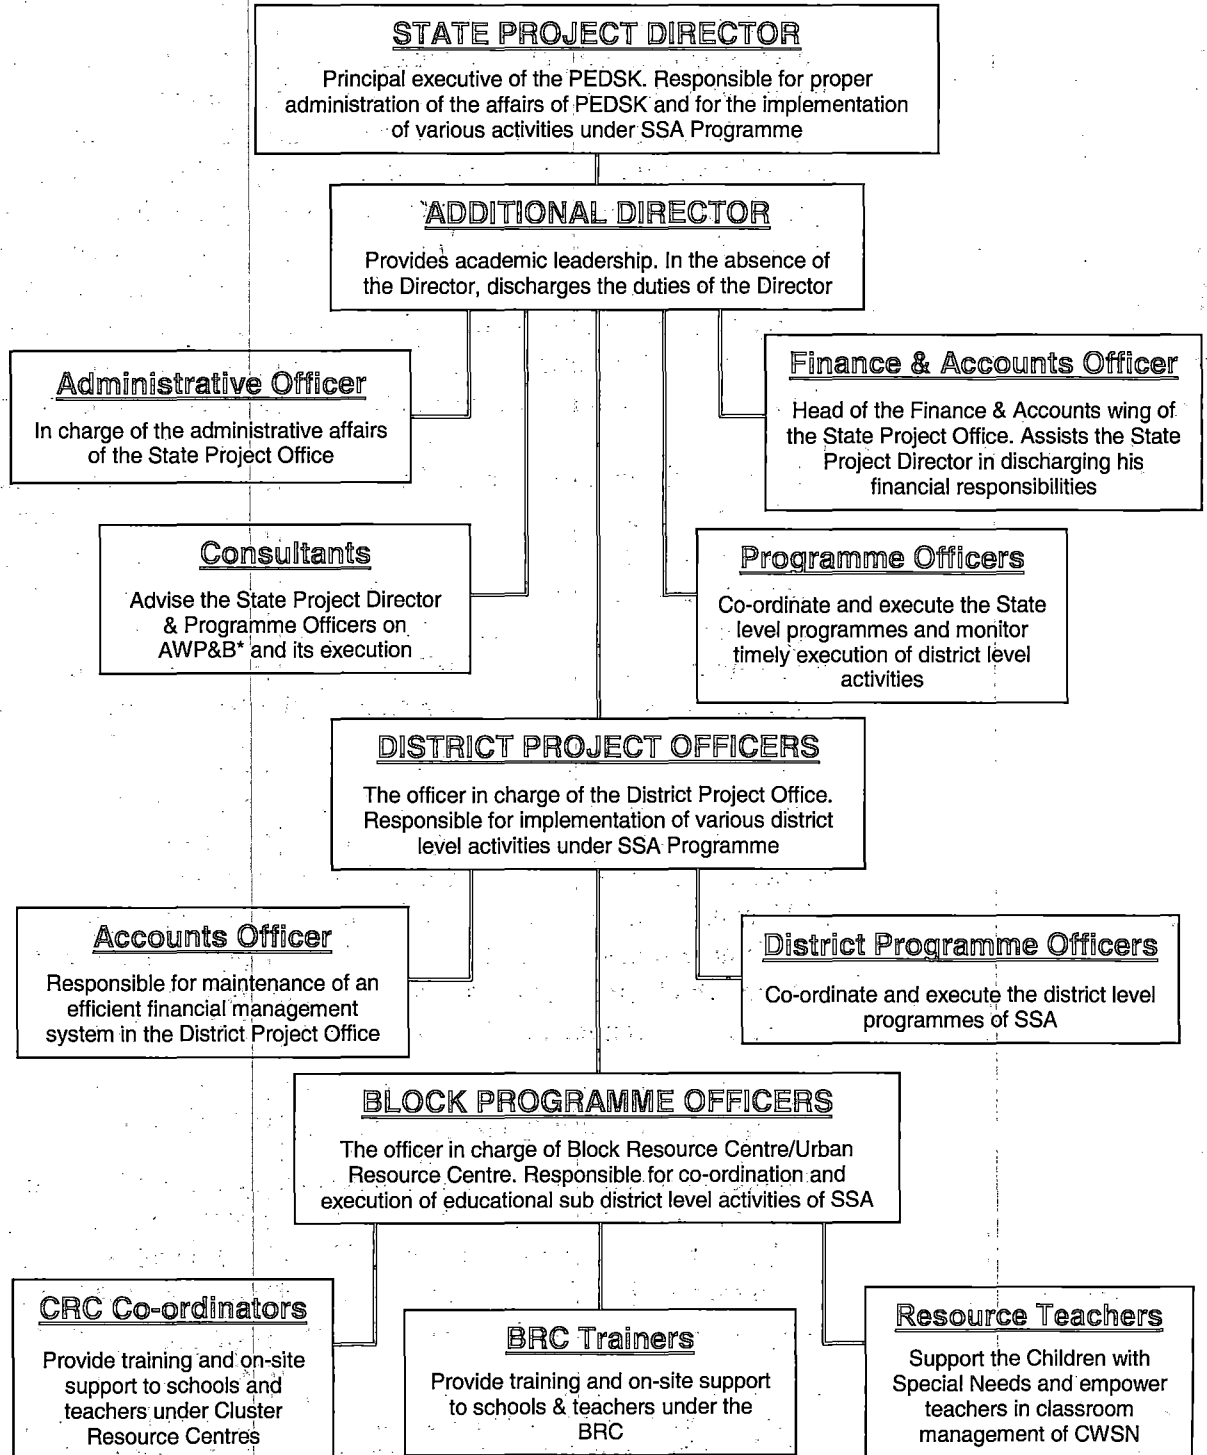 STATE PROJECT DIRECTOR
Principal executive of the PEDSK. Responsible for proper
administration of the affairs of PEDSK and for the implementation
of various activities under SSA Programme
ADDITIONAL DIRECTOR
Provides academic leadership. In the absence of
the Director, discharges the duties of the Director
Administrative Officer
In charge of the administrative affairs
of the State Project Office
Finance & Accounts Officer
Head of the Finance & Accounts wing of
the State Project Office. Assists the State
Project Director in discharging his
financial responsibilities
Consultants
Advise the State Project Director
& Programme Officers on
AWP&B* and its execution
Programme Officers
Co-ordinate and execute the State
level programmes and monitor
timely execution of district level
activities
DISTRICT PROJECT OFFICERS
The officer in charge of the District Project Office.
Responsible for implementation of various district
level activities under SSA Programme
Accounts Officer
Responsible for maintenance of an
efficient financial management
system in the District Project Office
District Programme Officers
Co-ordinate and execute the district level
programmes of SSA
BLOCK PROGRAMME OFFICERS
The officer in charge of Block Resource Centre/Urban
Resource Centre. Responsible for co-ordination and
execution of educational sub district level activities of SSA
CRC Co-ordinators
Provide training and on-site
support to schools and
teachers under Cluster
Resource Centres
BRC Trainers
Provide training and on-site support
to schools & teachers under the
BRC
Resource Teachers
Support the Children with
Special Needs and empower
teachers in classroom
management of CWSN